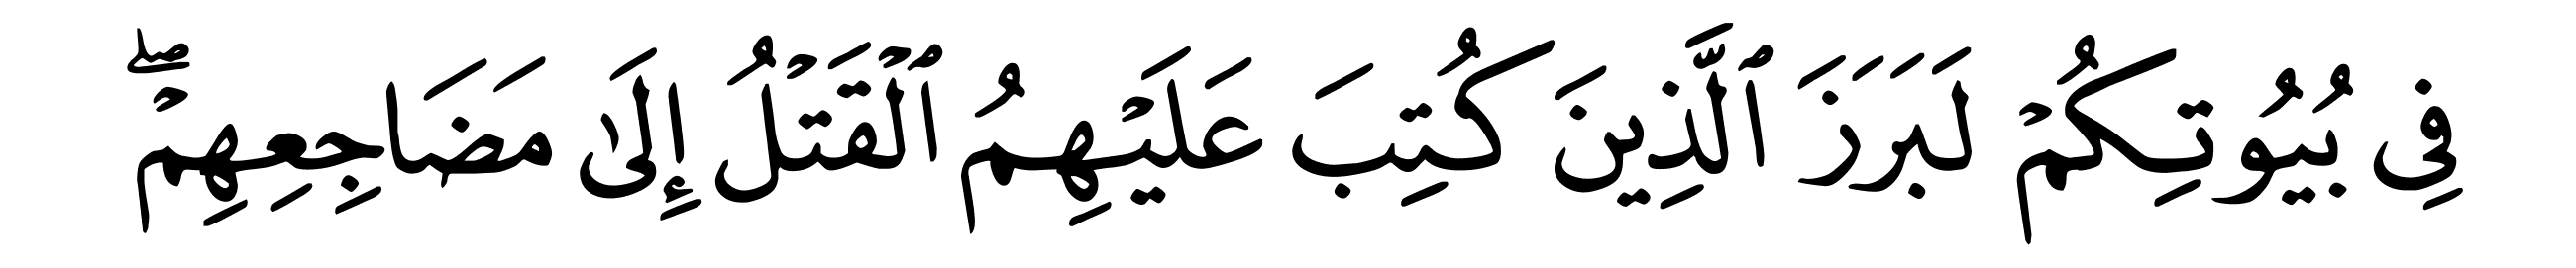 فِى بُيُوتِكُمْ لَبَرَزَ ٱلَّذِينَ كُتِبَ عَلَيْهِمُ ٱلْقَتْلُ إِلَىٰ مَضَاجِعِهِمْ ۖ